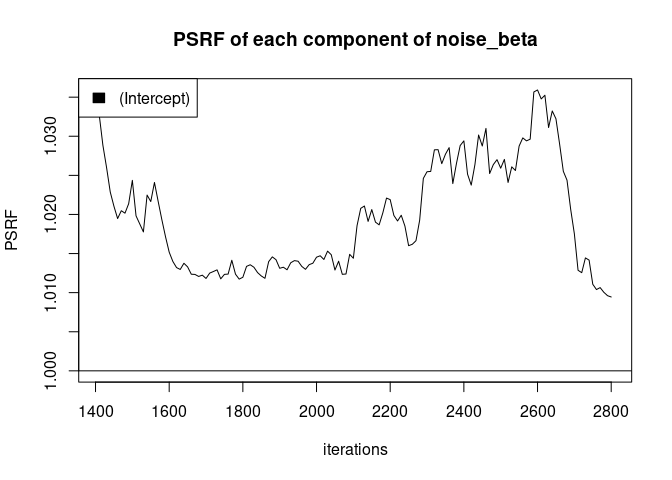 PSRF of each component of noise_beta
(Intercept)
PSRF
1.030
1.020
1.010
1.000
1400 1600 1800 2000 2200 2400 2600 2800
iterations